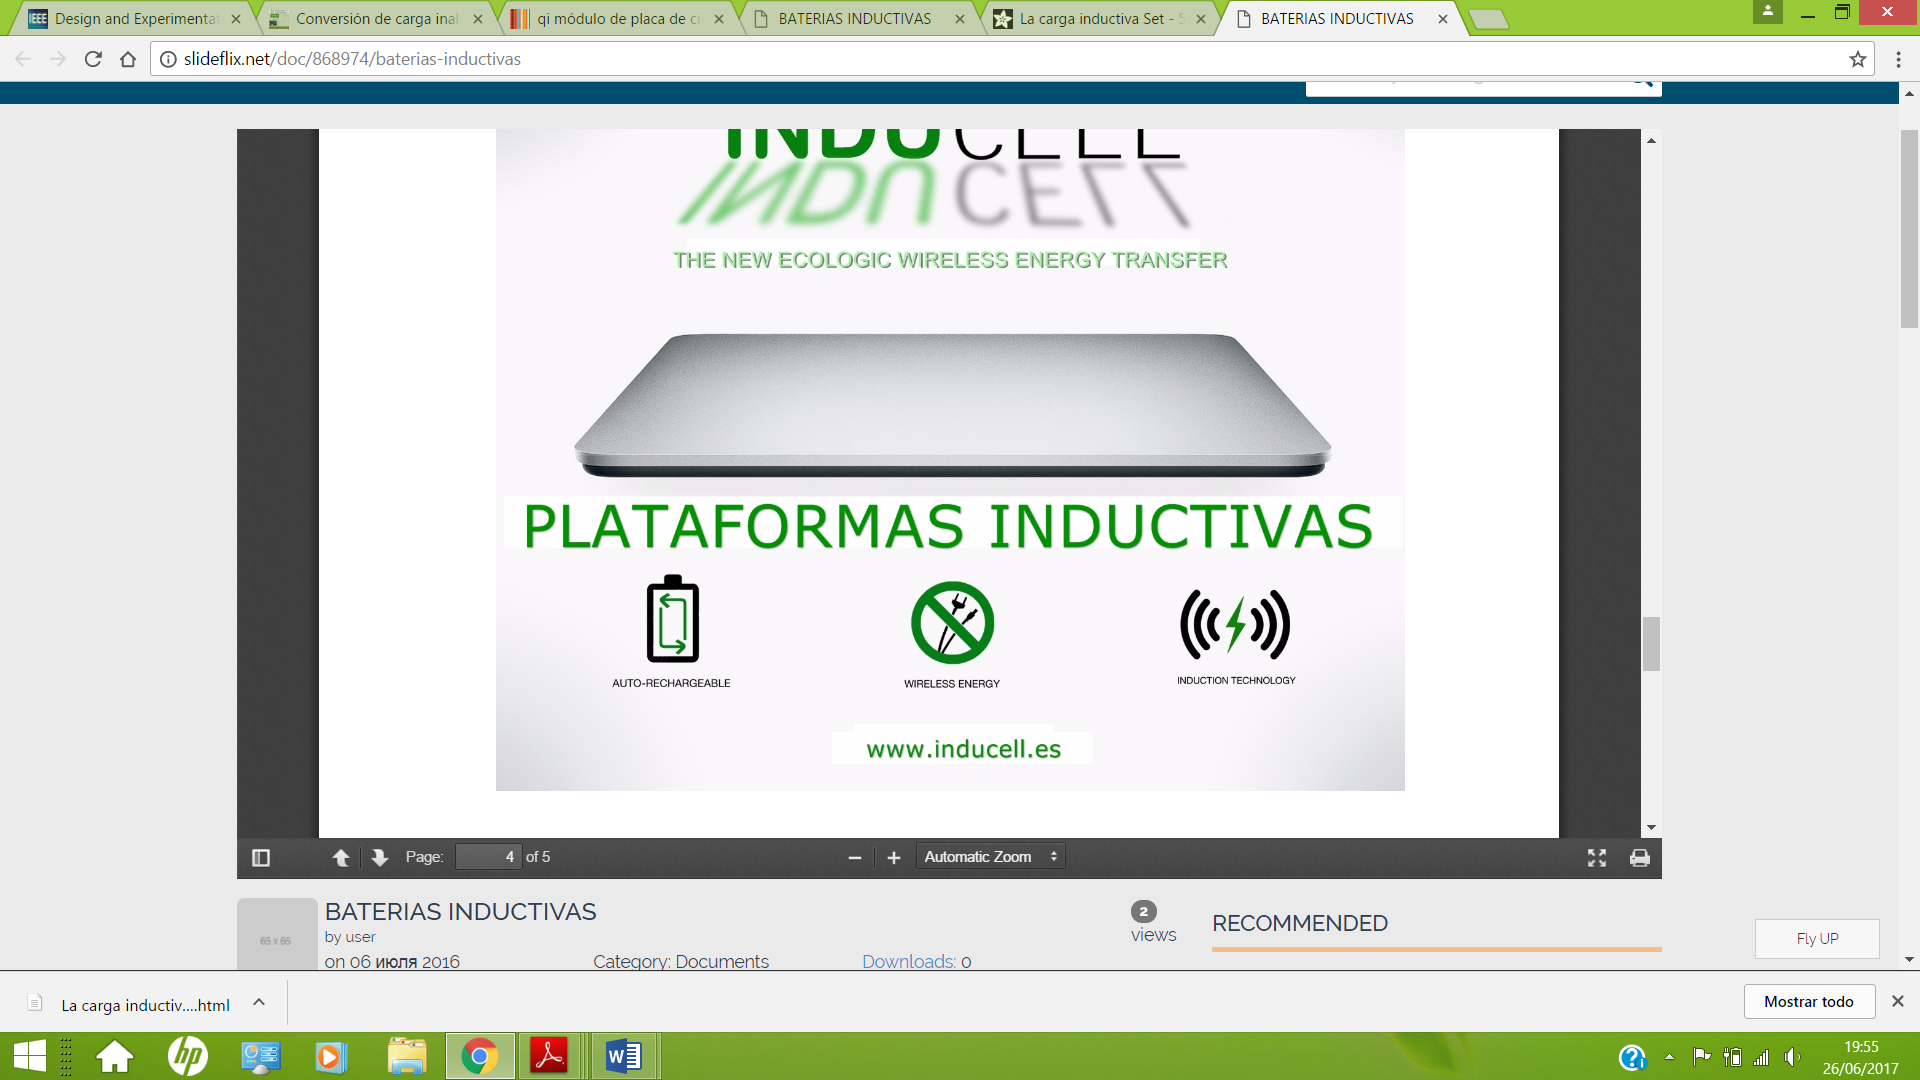 Design and Experimentat
Conversión de carga inal
qi módulo de placa de ci
BATERIAS INDUCTIVAS
La carga inductiva Set - 5
BATERIAS INDUCTIVAS
slideflix.net/doc/868974/baterias-inductivas
INDUCELL
INDUCELL
THE NEW ECOLOGIC WIRELESS ENERGY TRANSFER
PLATAFORMAS INDUCTIVAS
AUTO-RECHARGEABLE
WIRELESS ENERGY
INDUCTION TECHNOLOGY
www.inducell.es
Page: 4 of 5
Automatic Zoom
65 x 65
BATERIAS INDUCTIVAS
by user
on 06 июля 2016
Category: Documents
Downloads: 0
2
views
RECOMMENDED
Fly UP
La carga inductiv....html
Mostrar todo
19:55
26/06/2017